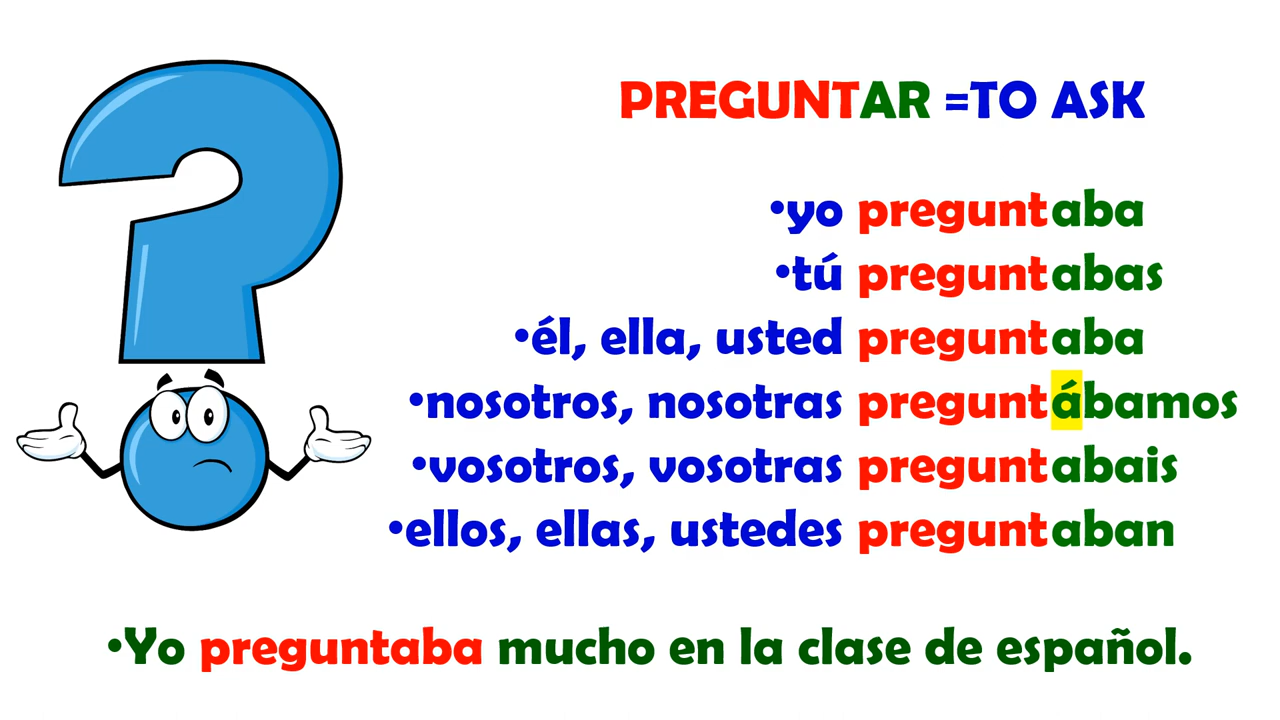 PREGUNTAR =TO ASK
•yo preguntaba
•tú preguntabas
•él, ella, usted preguntaba
•nosotros, nosotras preguntábamos
•vosotros, vosotras preguntabais
•ellos, ellas, ustedes preguntaban
•Yo preguntaba mucho en la clase de español.